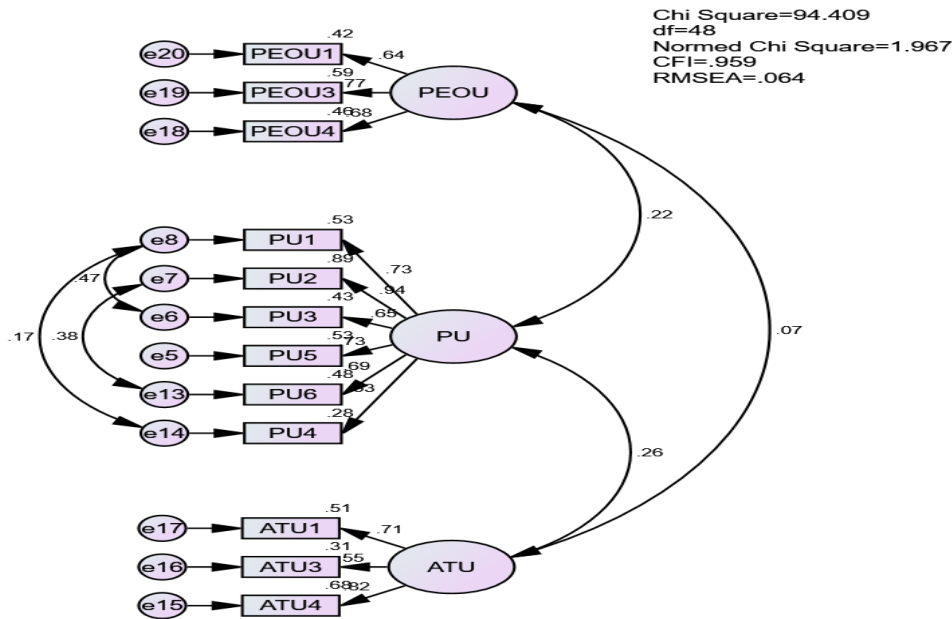 Chi Square=94.409
df=48
Normed Chi Square=1.967
CFI=.959
RMSEA=.064
.42
e20 PEOU1 .64
.59
e19 PEOU3 .77 PEOU
.46
e18 PEOU4 .68
.22
.53
e8 PU1
.73
.89
.47 e7 PU2
.94
.43
e6 PU3 .65
.17 .38 PU .07
.53
e5 PU5 .73
.48 .69
e13 PU6
.28
e14 PU4
.26
.51
e17 ATU1 .71
.31
e16 ATU3 .55 ATU
.68
e15 ATU4 .82